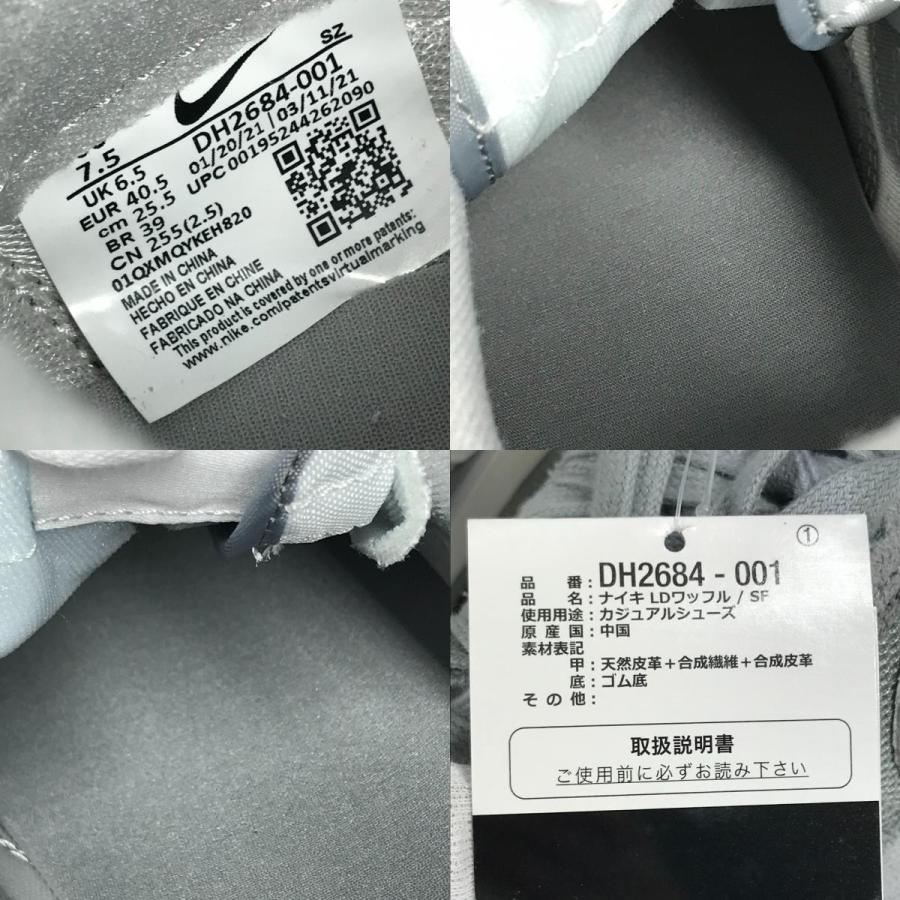 SZ
7.5
DH2684-001
UK 6.5
01/20/21 | 03/11/21
EUR 40.5
UPC 00195244262090
cm 25.5
BR 39
CN 255(2.5)
01QXMQYKEH820
MADE IN CHINA
HECHO EN CHINA
FABRIQUE EN CHINE
FABRICADO NA CHINA
This product is covered by one or more patents:
www.nike.com/patentsvirtualmarking
①
品 番 : DH2684 - 001
品 名 : ナイキ LDワッフル / SF
使用用途 : カジュアルシューズ
原 産 国 : 中国
素材表記
甲 : 天然皮革+合成繊維+合成皮革
底 : ゴム底
そ の 他 :
取扱説明書
ご使用前に必ずお読み下さい